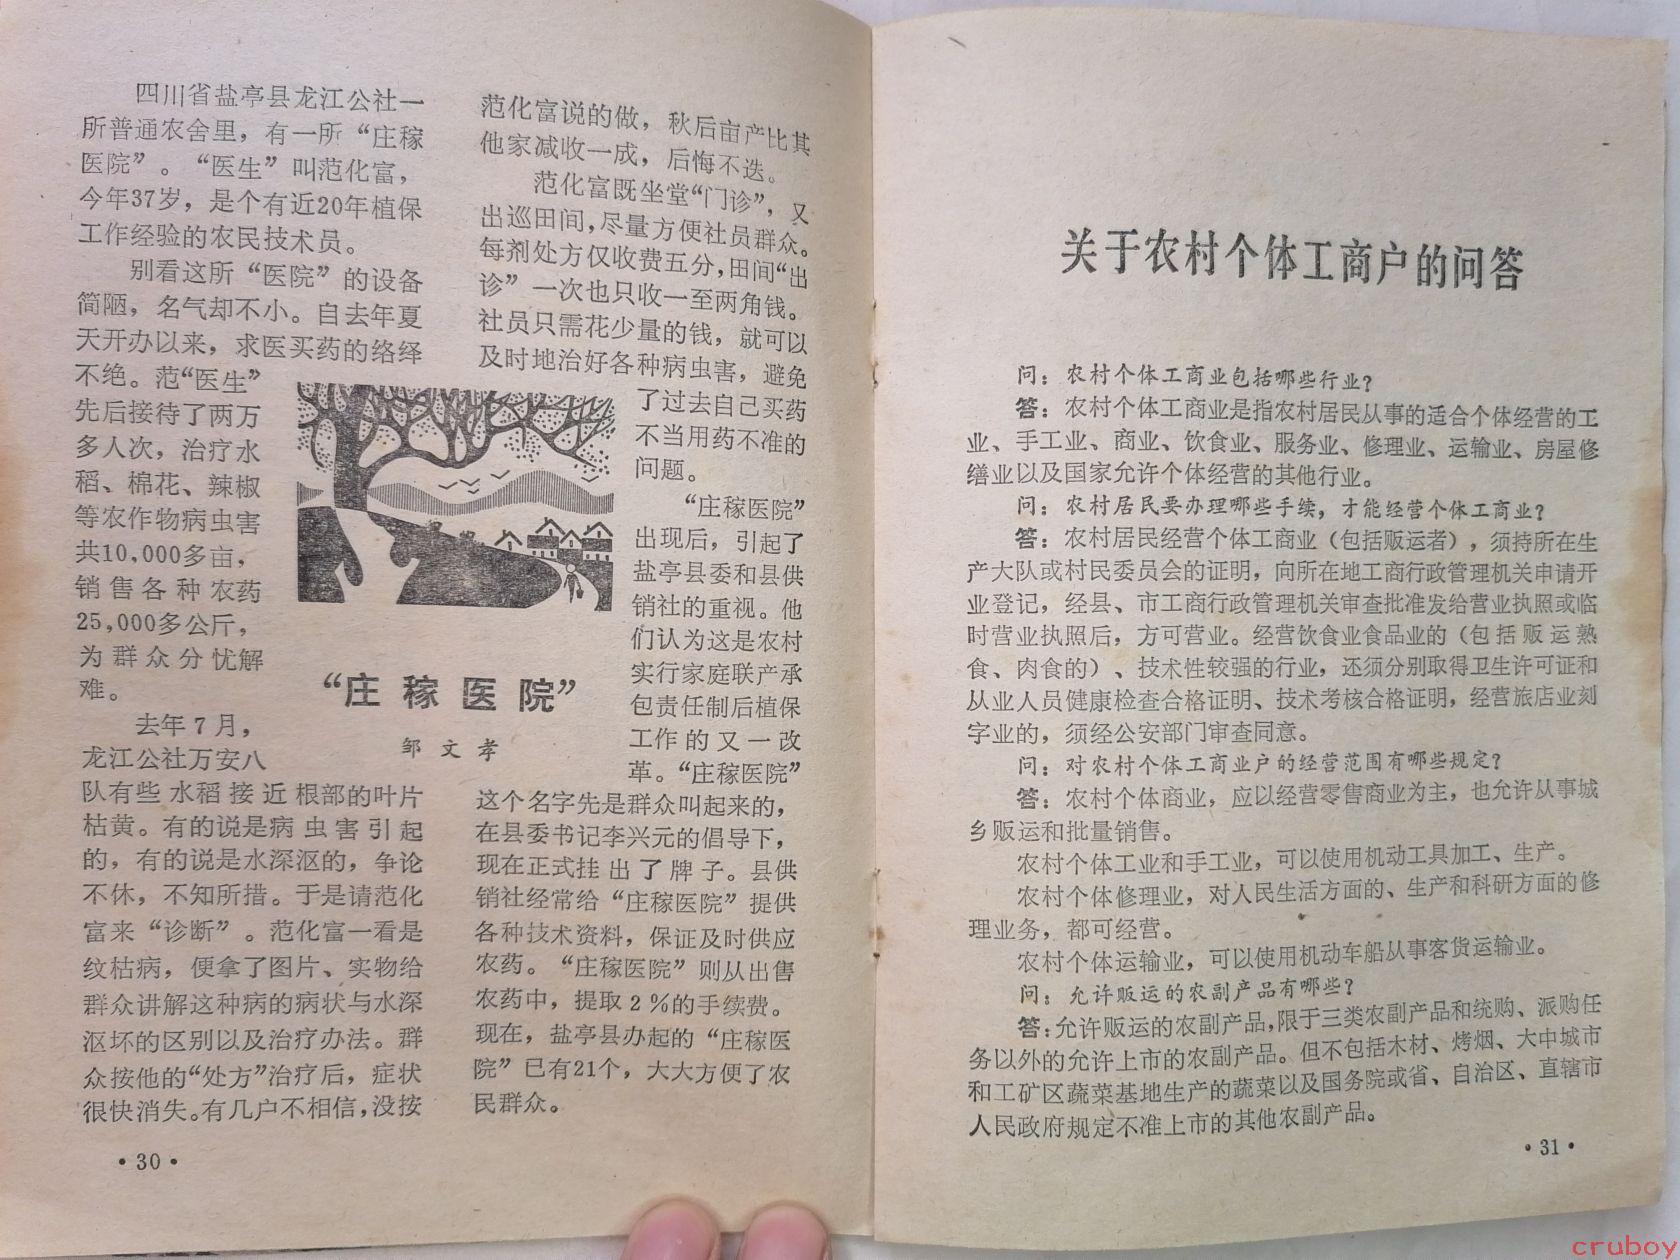 四川省盐亭县龙江公社一
所普通农舍里，有一所“庄稼
医院”。“医生”叫范化富，
今年37岁，是个有近20年植保
工作经验的农民技术员。
别看这所“医院”的设备
简陋，名气却不小。自去年夏
天开办以来，求医买药的络绎
不绝。范“医生”
先后接待了两万
多人次，治疗水
稻、棉花、辣椒
等农作物病虫害
共10,000多亩，
销售各种农药
25,000多公斤，
为群众分忧解
难。
去年7月，
龙江公社万安八
队有些水稻接近根部的叶片
枯黄。有的说是病虫害引起
的，有的说是水深沤的，争论
不休，不知所措。于是请范化
富来“诊断”。范化富一看是
纹枯病，便拿了图片、实物给
群众讲解这种病的病状与水深
沤坏的区别以及治疗办法。群
众按他的“处方”治疗后，症状
很快消失。有几户不相信，没按
范化富说的做，秋后亩产比其
他家减收一成，后悔不迭。
范化富既坐堂“门诊”，又
出巡田间，尽量方便社员群众。
每剂处方仅收费五分，田间“出
诊”一次也只收一至两角钱。
社员只需花少量的钱，就可以
及时地治好各种病虫害，避免
了过去自己买药
不当用药不准的
问题。
“庄稼医院”
出现后，引起了
盐亭县委和县供
销社的重视。他
们认为这是农村
实行家庭联产承
包责任制后植保
工作的又一改
革。“庄稼医院”
这个名字先是群众叫起来的，
在县委书记李兴元的倡导下，
现在正式挂出了牌子。县供
销社经常给“庄稼医院”提供
各种技术资料，保证及时供应
农药。“庄稼医院”则从出售
农药中，提取2％的手续费。
现在，盐亭县办起的“庄稼医
院”已有21个，大大方便了农
民群众。
“庄稼医院”
邹文孝
·30·
关于农村个体工商户的问答
问：农村个体工商业包括哪些行业？
答：农村个体工商业是指农村居民从事的适合个体经营的工
业、手工业、商业、饮食业、服务业、修理业、运输业、房屋修
缮业以及国家允许个体经营的其他行业。
问：农村居民要办理哪些手续，才能经营个体工商业？
答：农村居民经营个体工商业（包括贩运者），须持所在生
产大队或村民委员会的证明，向所在地工商行政管理机关申请开
业登记，经县、市工商行政管理机关审查批准发给营业执照或临
时营业执照后，方可营业。经营饮食业食品业的（包括贩运熟
食、肉食的）、技术性较强的行业，还须分别取得卫生许可证和
从业人员健康检查合格证明、技术考核合格证明，经营旅店业刻
字业的，须经公安部门审查同意。
问：对农村个体工商业户的经营范围有哪些规定？
答：农村个体商业，应以经营零售商业为主，也允许从事城
乡贩运和批量销售。
农村个体工业和手工业，可以使用机动工具加工、生产。
农村个体修理业，对人民生活方面的、生产和科研方面的修
理业务，都可经营。
农村个体运输业，可以使用机动车船从事客货运输业。
问：允许贩运的农副产品有哪些？
答：允许贩运的农副产品，限于三类农副产品和统购、派购任
务以外的允许上市的农副产品。但不包括木材、烤烟、大中城市
和工矿区蔬菜基地生产的蔬菜以及国务院或省、自治区、直辖市
人民政府规定不准上市的其他农副产品。
·31·
cruboy